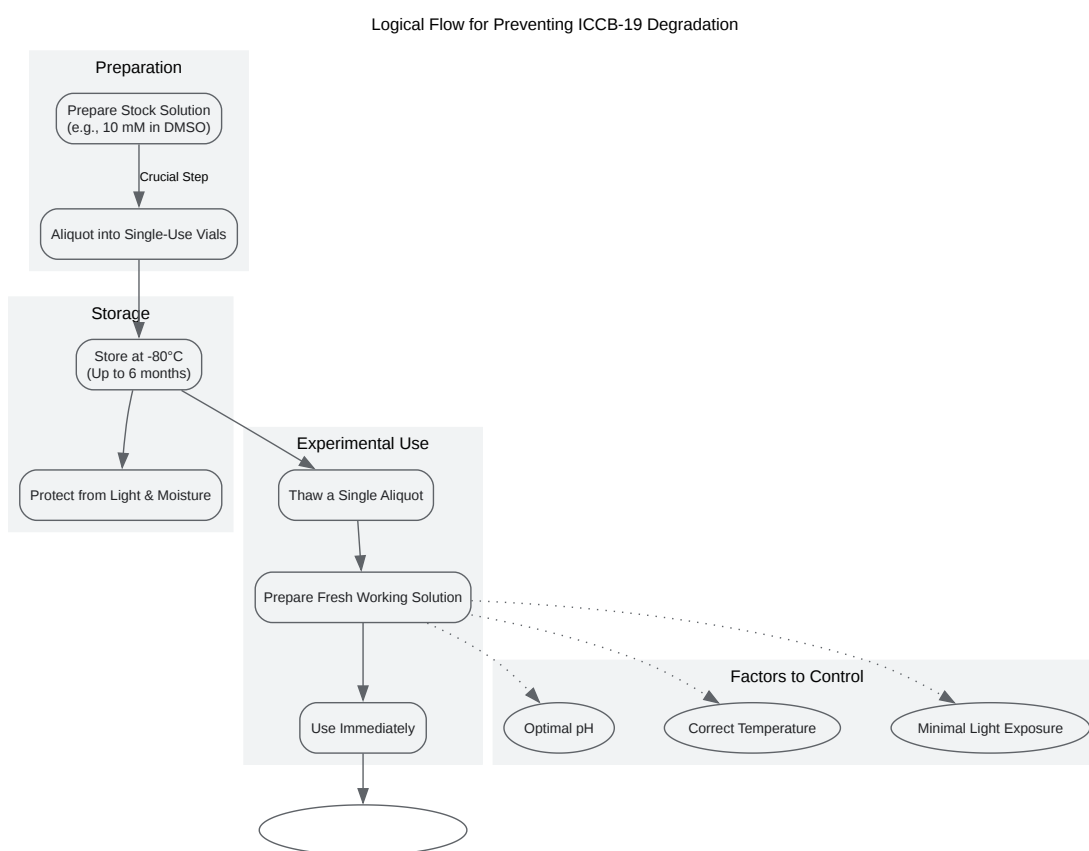 Logical Flow for Preventing ICCB-19 Degradation
Preparation
Prepare Stock Solution
(e.g., 10 mM in DMSO)
Crucial Step
Aliquot into Single-Use Vials
Storage
Store at -80°C
(Up to 6 months)
Protect from Light & Moisture
Experimental Use
Thaw a Single Aliquot
Prepare Fresh Working Solution
Use Immediately
Factors to Control
Optimal pH
Correct Temperature
Minimal Light Exposure